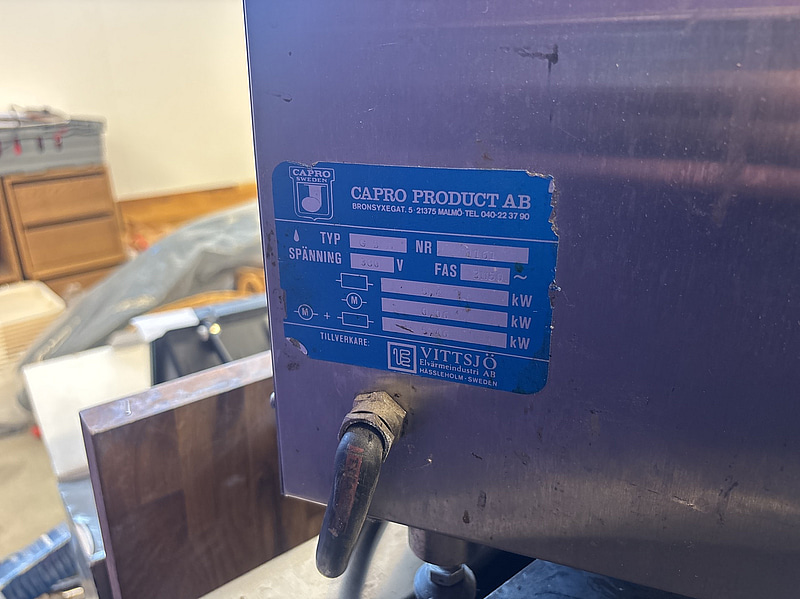 CAPRO
SWEDEN
CAPRO PRODUCT AB
BRONSYXEGAT. 5 · 21375 MALMÖ · TEL 040-22 37 90
TYP NR
SPÄNNING V FAS ~
kW
M kW
M + kW
TILLVERKARE:
VITTSJÖ
Elvärmeindustri AB
HÄSSLEHOLM · SWEDEN